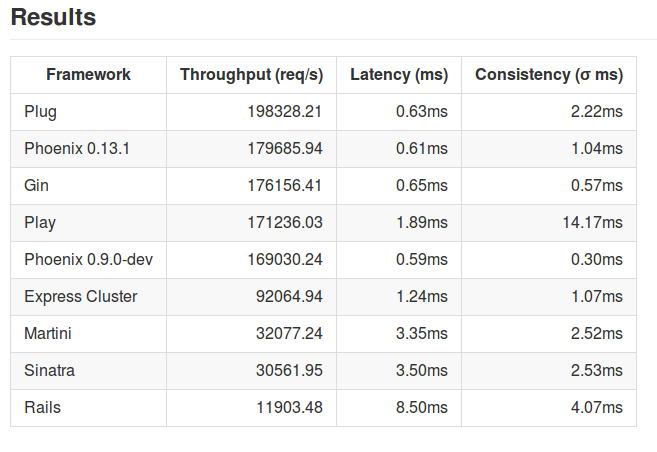 Results
Framework Throughput (req/s) Latency (ms) Consistency (σ ms)
Plug 198328.21 0.63ms 2.22ms
Phoenix 0.13.1 179685.94 0.61ms 1.04ms
Gin 176156.41 0.65ms 0.57ms
Play 171236.03 1.89ms 14.17ms
Phoenix 0.9.0-dev 169030.24 0.59ms 0.30ms
Express Cluster 92064.94 1.24ms 1.07ms
Martini 32077.24 3.35ms 2.52ms
Sinatra 30561.95 3.50ms 2.53ms
Rails 11903.48 8.50ms 4.07ms